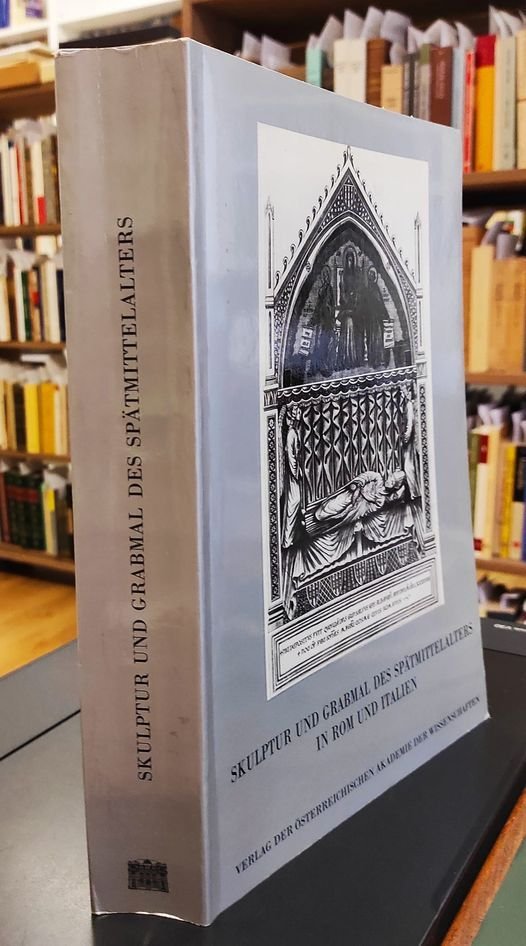 SKULPTUR UND GRABMAL DES SPÄTMITTELALTERS
SKULPTUR UND GRABMAL DES SPÄTMITTELALTERS
IN ROM UND ITALIEN
VERLAG DER ÖSTERREICHISCHEN AKADEMIE DER WISSENSCHAFTEN